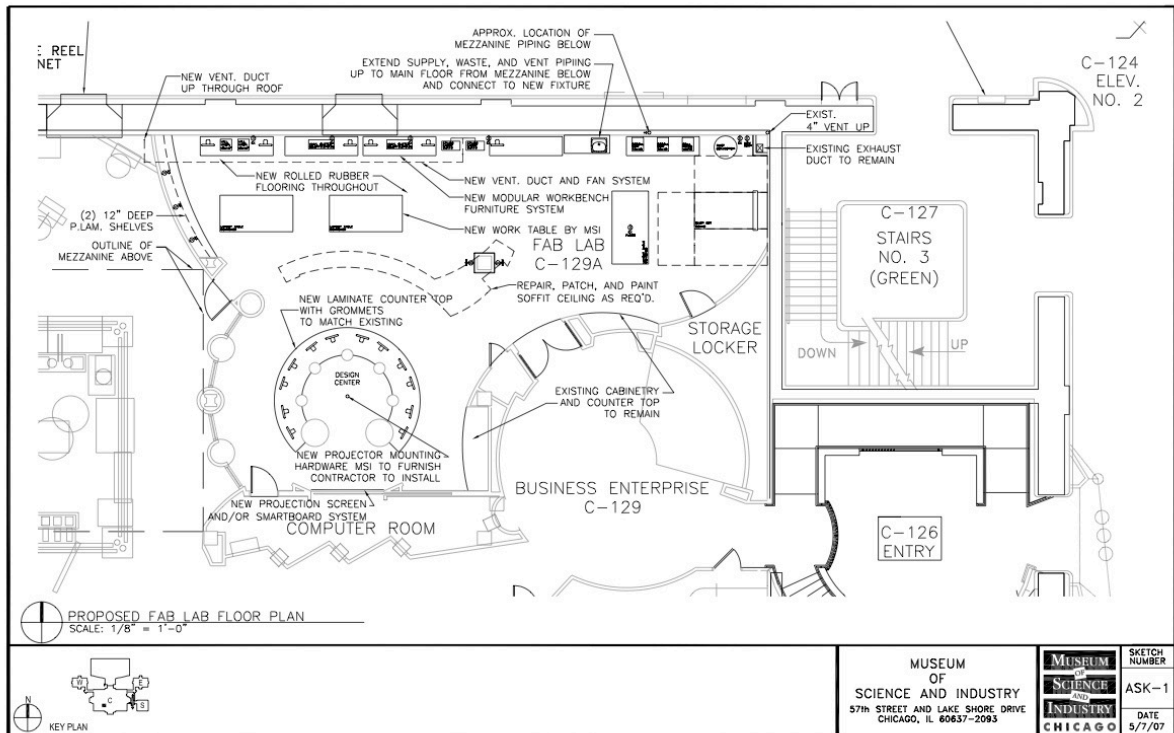 E REEL
NET
NEW VENT. DUCT
UP THROUGH ROOF
APPROX. LOCATION OF
MEZZANINE PIPING BELOW
EXTEND SUPPLY, WASTE, AND VENT PIPIING
UP TO MAIN FLOOR FROM MEZZANINE BELOW
AND CONNECT TO NEW FIXTURE
C-124
ELEV.
NO. 2
EXIST.
4" VENT UP
EXISTING EXHAUST
DUCT TO REMAIN
NEW ROLLED RUBBER
FLOORING THROUGHOUT
NEW VENT. DUCT AND FAN SYSTEM
NEW MODULAR WORKBENCH
FURNITURE SYSTEM
NEW WORK TABLE BY MSI
(2) 12" DEEP
P.LAM. SHELVES
OUTLINE OF
MEZZANINE ABOVE
FAB LAB
C-129A
C-127
STAIRS
NO. 3
(GREEN)
REPAIR, PATCH, AND PAINT
SOFFIT CEILING AS REQ'D.
NEW LAMINATE COUNTER TOP
WITH GROMMETS
TO MATCH EXISTING
STORAGE
LOCKER
DOWN
UP
DESIGN
CENTER
EXISTING CABINETRY
AND COUNTER TOP
TO REMAIN
NEW PROJECTOR MOUNTING
HARDWARE MSI TO FURNISH
CONTRACTOR TO INSTALL
BUSINESS ENTERPRISE
C-129
NEW PROJECTION SCREEN
AND/OR SMARTBOARD SYSTEM
COMPUTER ROOM
C-126
ENTRY
PROPOSED FAB LAB FLOOR PLAN
SCALE: 1/8" = 1'-0"
N
W
E
C
S
KEY PLAN
MUSEUM
OF
SCIENCE AND INDUSTRY
57th STREET AND LAKE SHORE DRIVE
CHICAGO, IL 60637-2093
MUSEUM
OF
SCIENCE
AND
INDUSTRY
CHICAGO
SKETCH
NUMBER
ASK-1
DATE
5/7/07